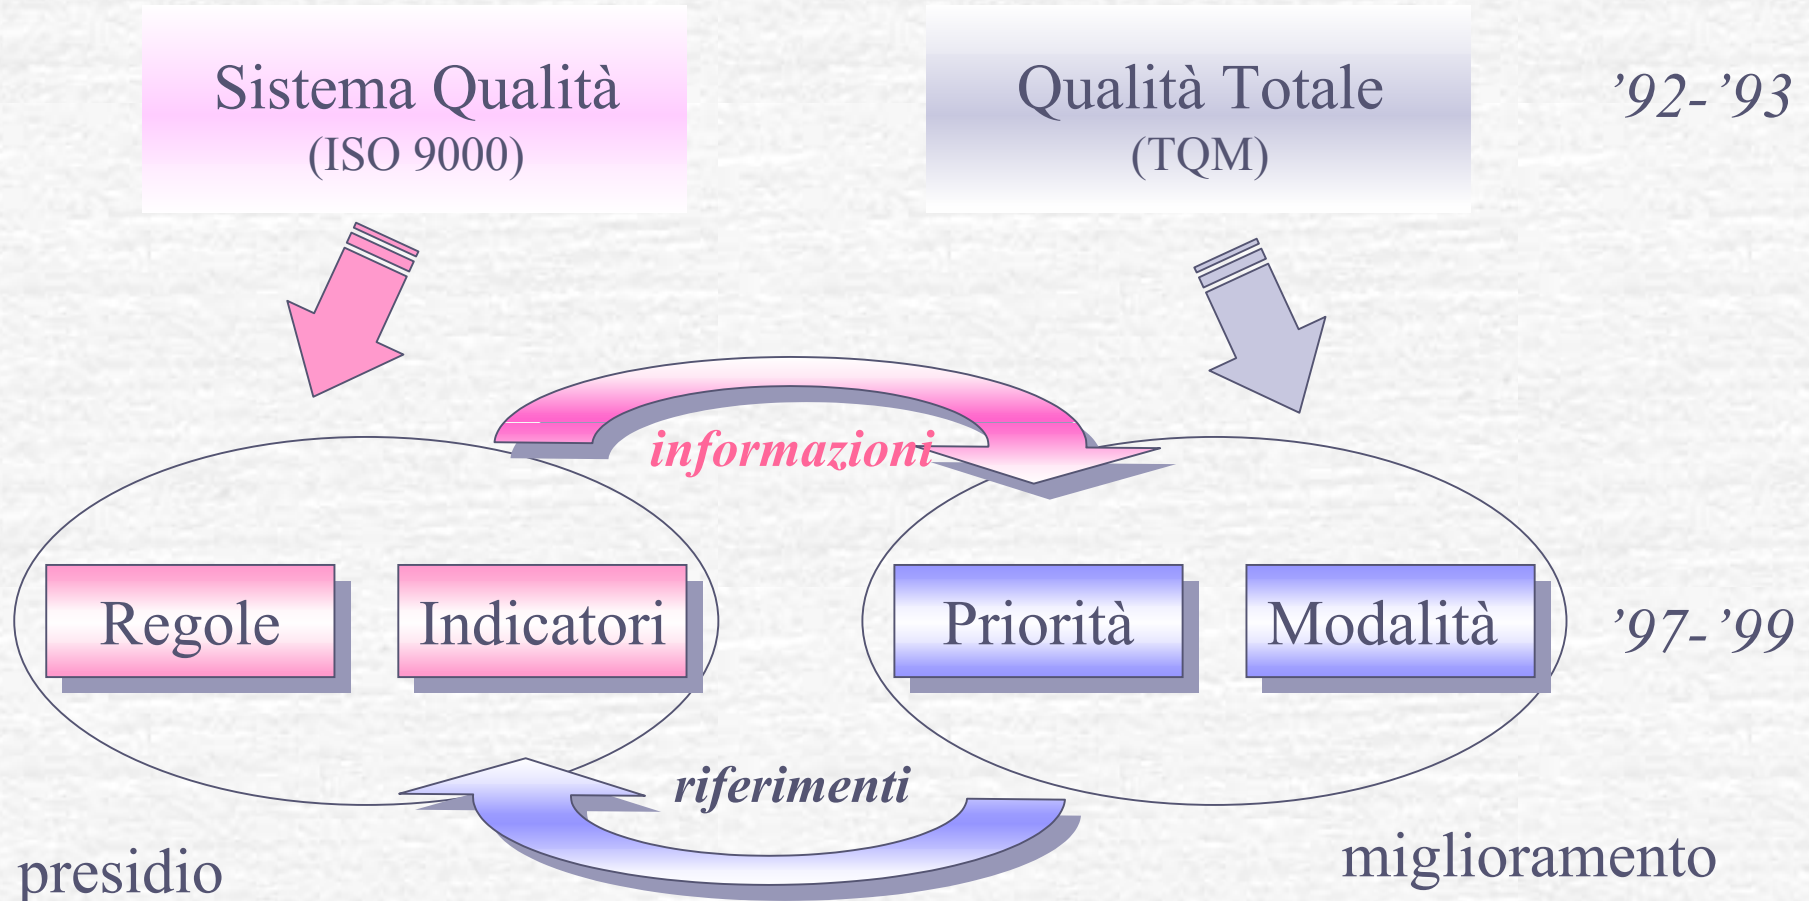 Sistema Qualità
(ISO 9000)
Qualità Totale
(TQM)
’92-’93
informazioni
Regole
Indicatori
Priorità
Modalità
’97-’99
riferimenti
presidio
miglioramento